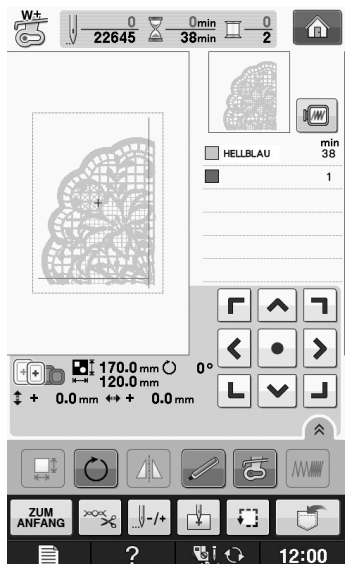 W+ 0 0min 0
22645 38min 2
min
HELLBLAU 38
1
170.0 mm 0°
120.0 mm
+ 0.0 mm + 0.0 mm
ZUM ANFANG -/+
? 12:00